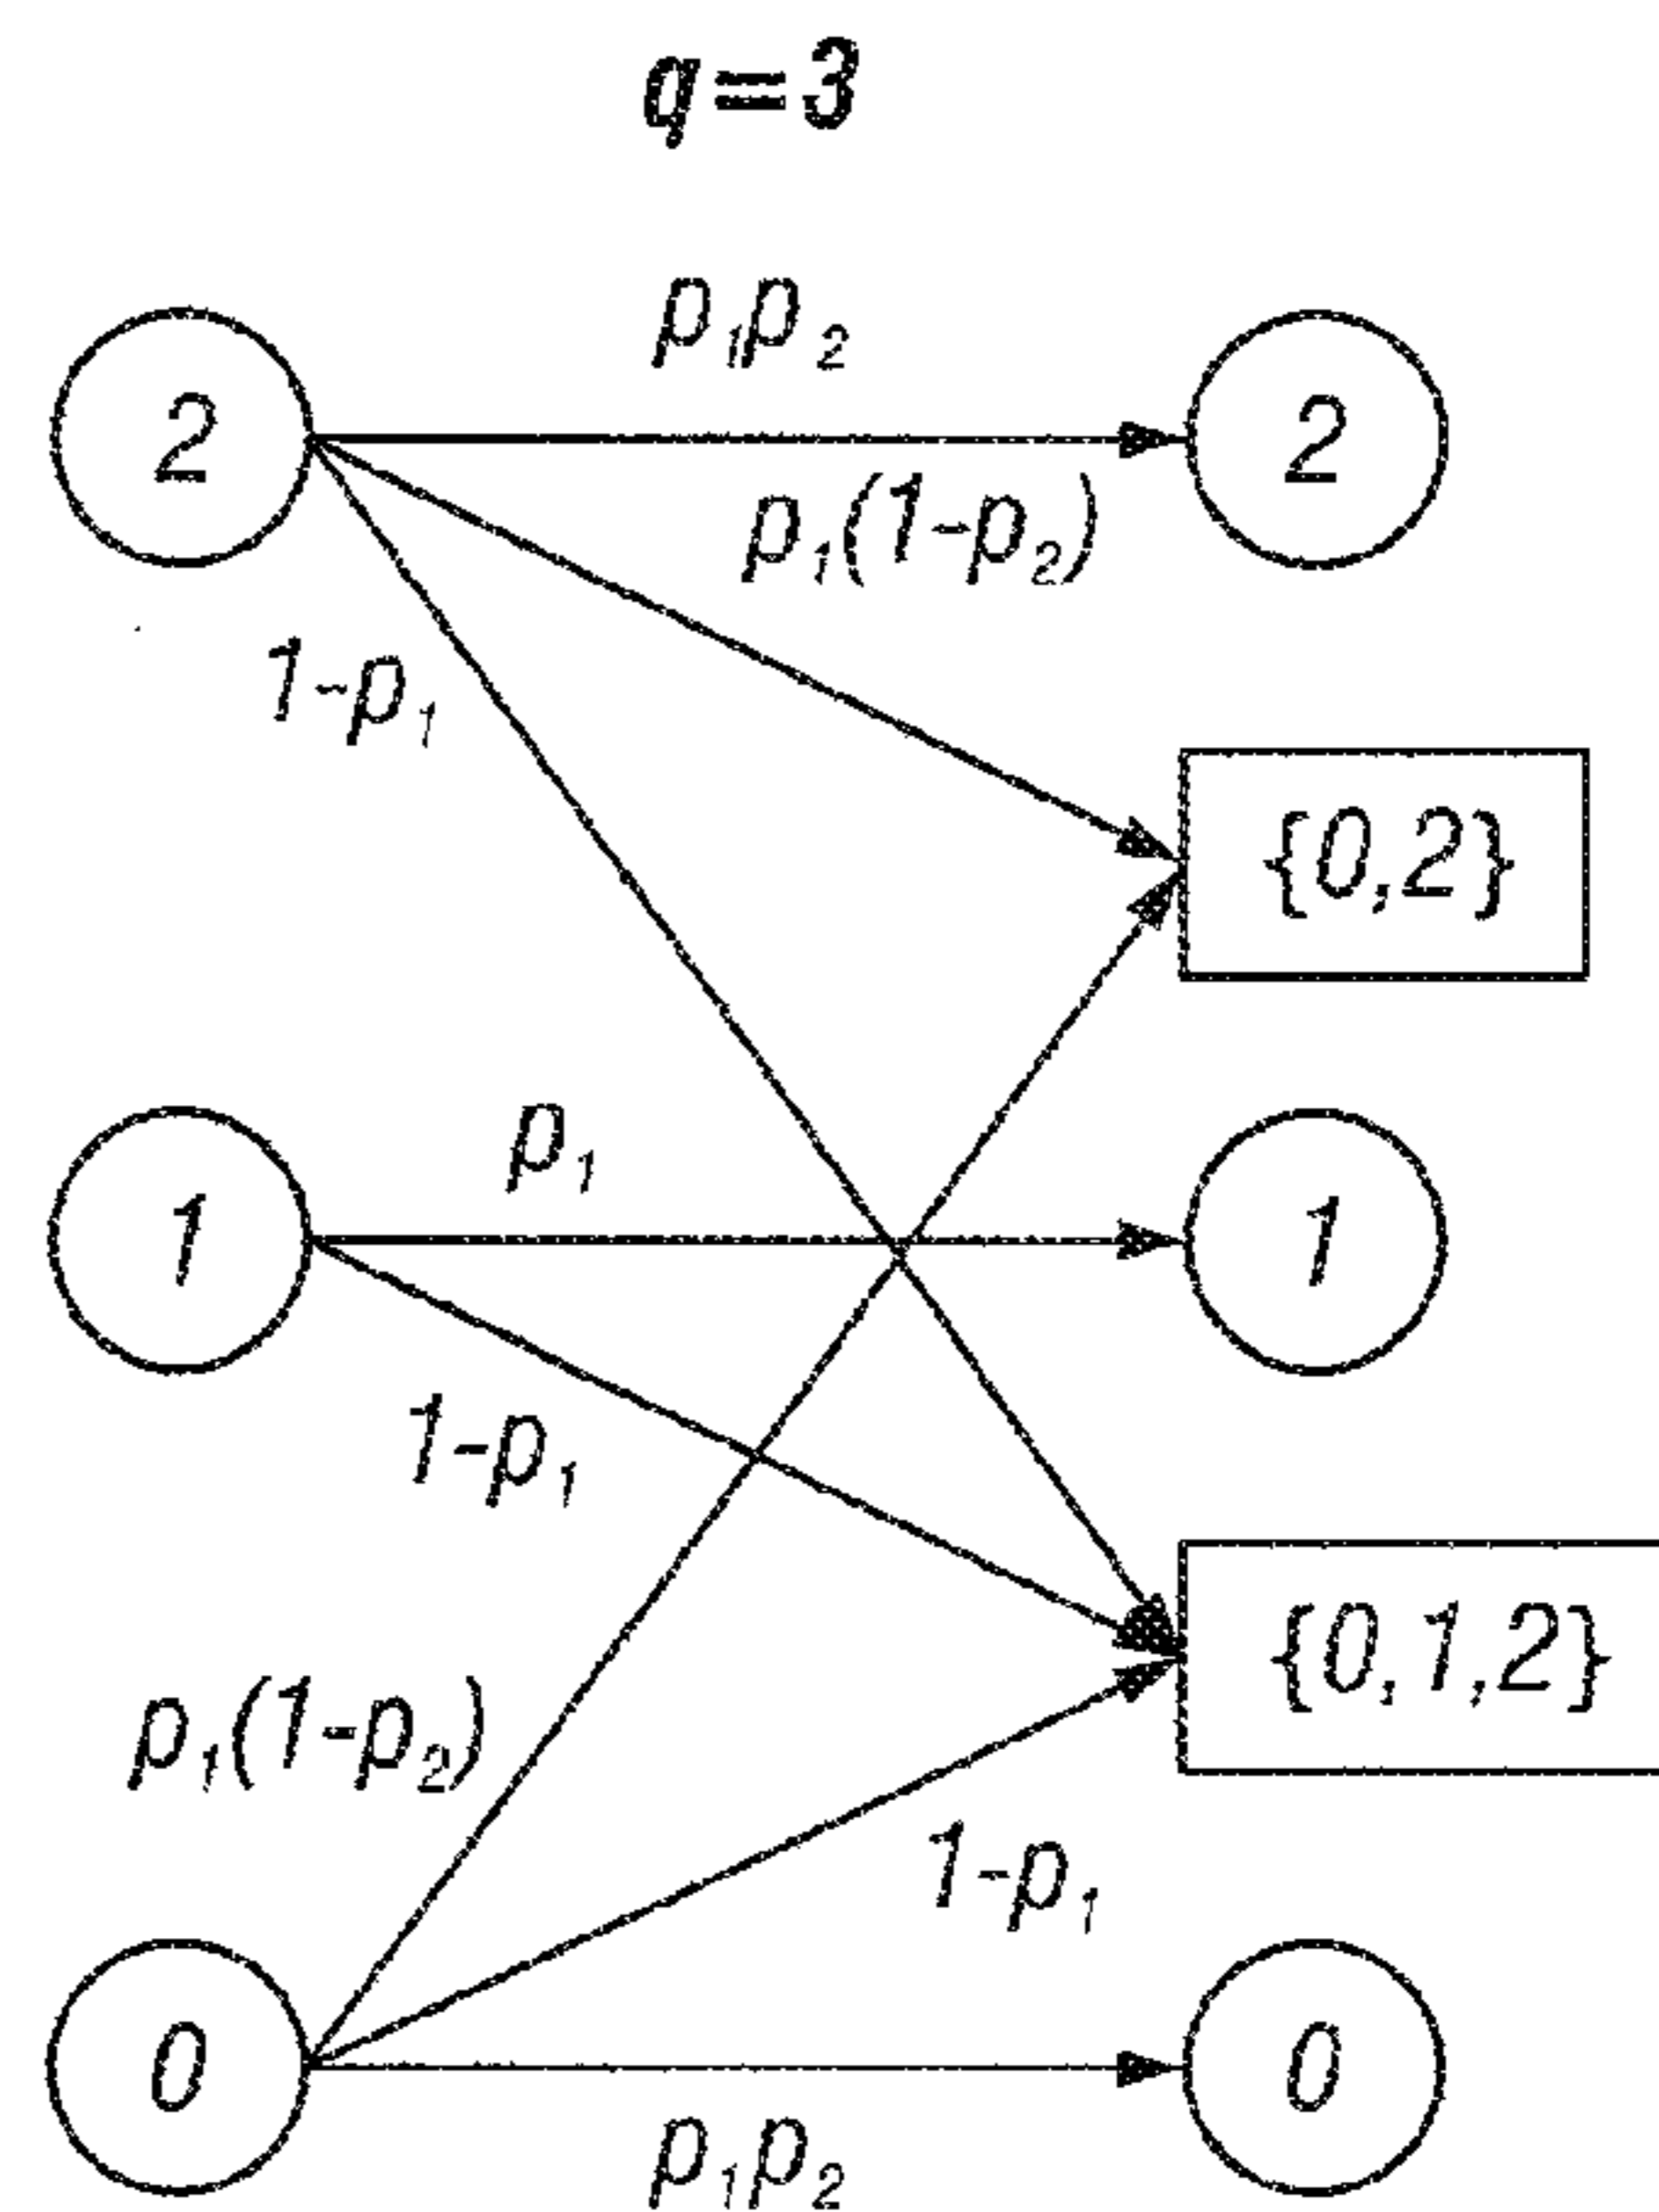 q=3
p₁p₂
2
2
p₁(1-p₂)
1-p₁
{0,2}
p₁
1
1
1-p₁
{0,1,2}
p₁(1-p₂)
1-p₁
0
0
p₁p₂